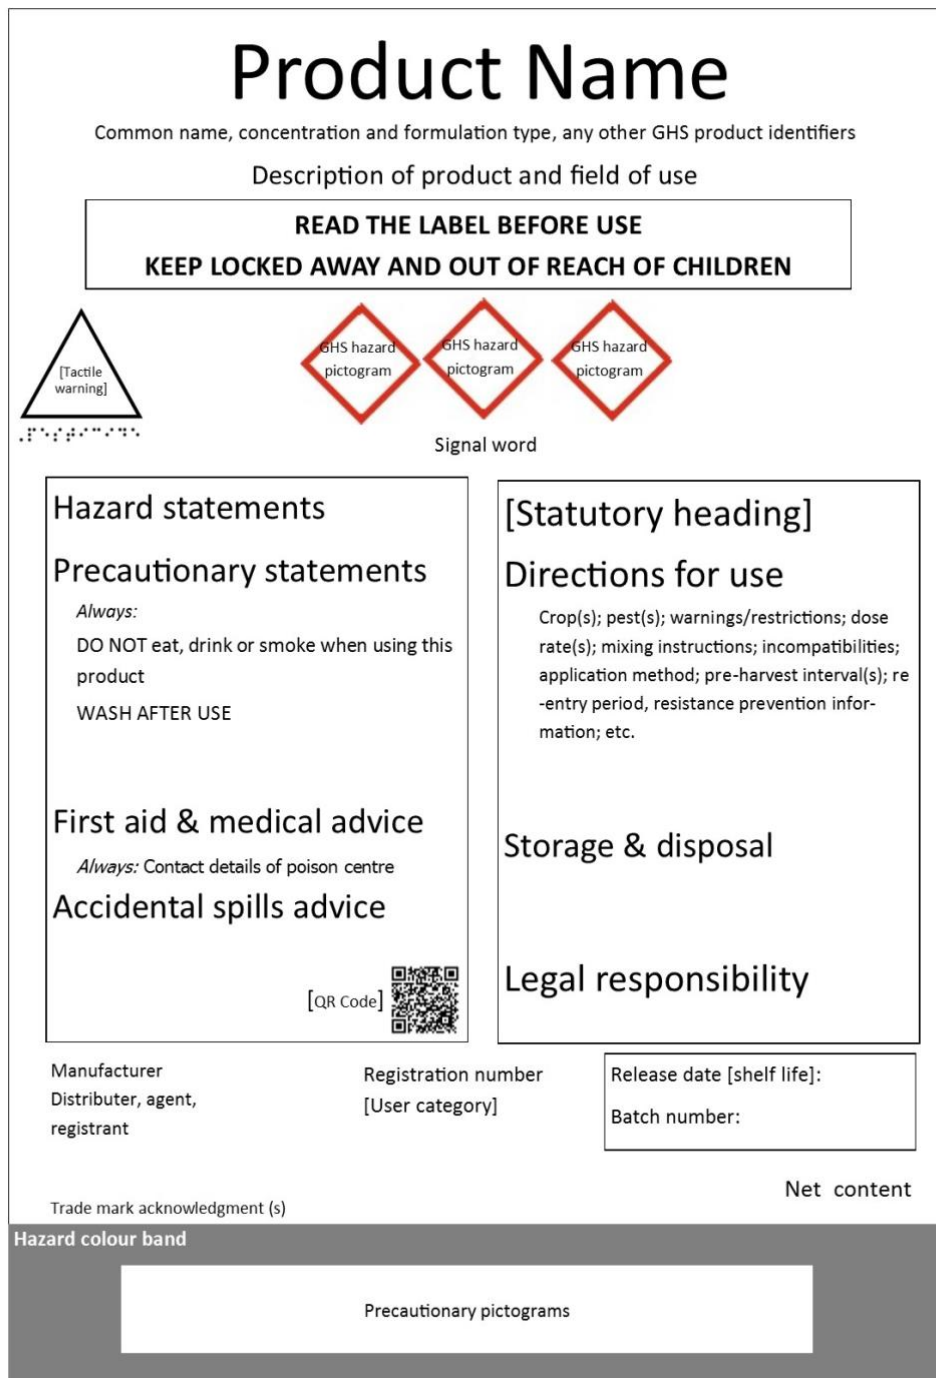 Product Name
Common name, concentration and formulation type, any other GHS product identifiers
Description of product and field of use
READ THE LABEL BEFORE USE
KEEP LOCKED AWAY AND OUT OF REACH OF CHILDREN
[Tactile
warning]
GHS hazard
pictogram
GHS hazard
pictogram
GHS hazard
pictogram
Signal word
Hazard statements
Precautionary statements
Always:
DO NOT eat, drink or smoke when using this
product
WASH AFTER USE
First aid & medical advice
Always: Contact details of poison centre
Accidental spills advice
[QR Code]
[Statutory heading]
Directions for use
Crop(s); pest(s); warnings/restrictions; dose
rate(s); mixing instructions; incompatibilities;
application method; pre-harvest interval(s); re
-entry period, resistance prevention infor-
mation; etc.
Storage & disposal
Legal responsibility
Manufacturer
Distributer, agent,
registrant
Registration number
[User category]
Release date [shelf life]:
Batch number:
Net content
Trade mark acknowledgment (s)
Hazard colour band
Precautionary pictograms